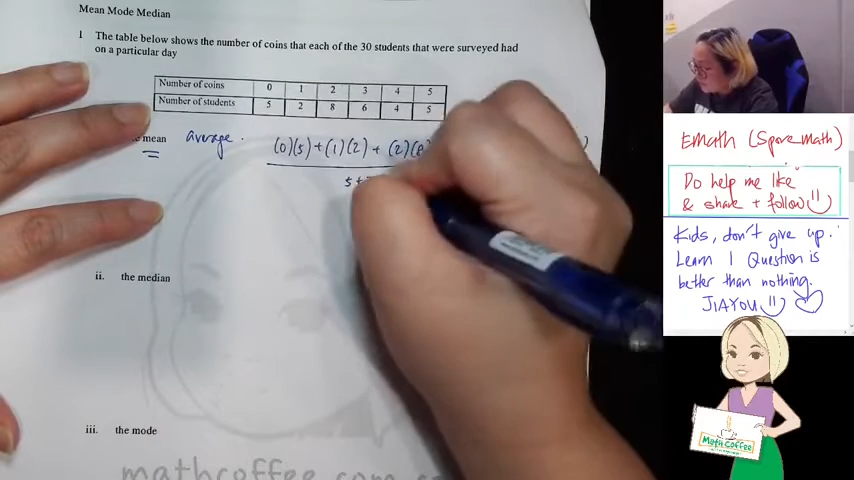 Mean Mode Median
1 The table below shows the number of coins that each of the 30 students that were surveyed had
on a particular day
Number of coins 0 1 2 3 4 5
Number of students 5 2 8 6 4 5
mean average.
(0)(5)+(1)(2)+(2)(8
5+
ii. the median
iii. the mode
mathcoffee.com
EMath (Spore Math)
Do help me like
& share + follow
Kids, don't give up.
Learn 1 Question is
better than nothing.
JIAYOU
Math Coffee